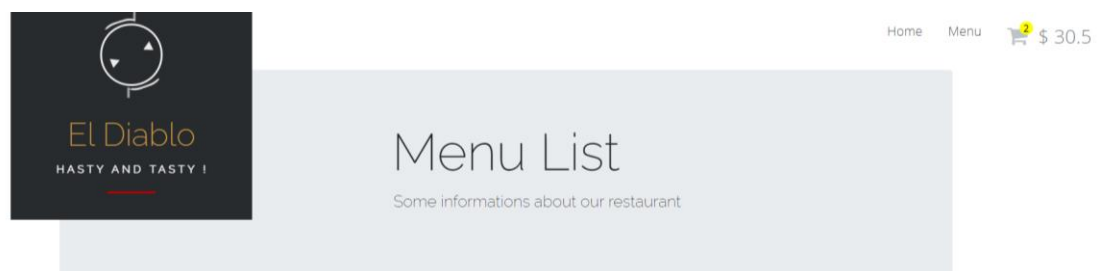 Home Menu 2 $ 30.5
El Diablo
HASTY AND TASTY !
Menu List
Some informations about our restaurant